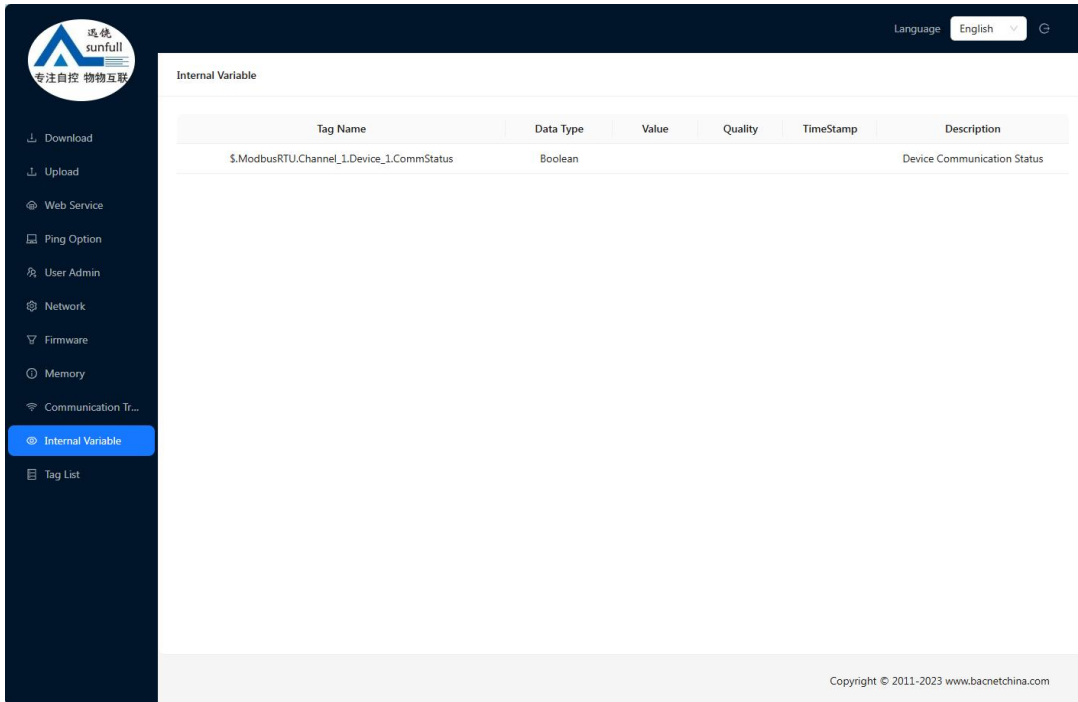 迅饶
sunfull
专注自控 物物互联
Language English
Internal Variable
Download
Upload
Web Service
Ping Option
User Admin
Network
Firmware
Memory
Communication Tr...
Internal Variable
Tag List
Tag Name Data Type Value Quality TimeStamp Description
$.ModbusRTU.Channel_1.Device_1.CommStatus Boolean Device Communication Status
Copyright © 2011-2023 www.bacnetchina.com